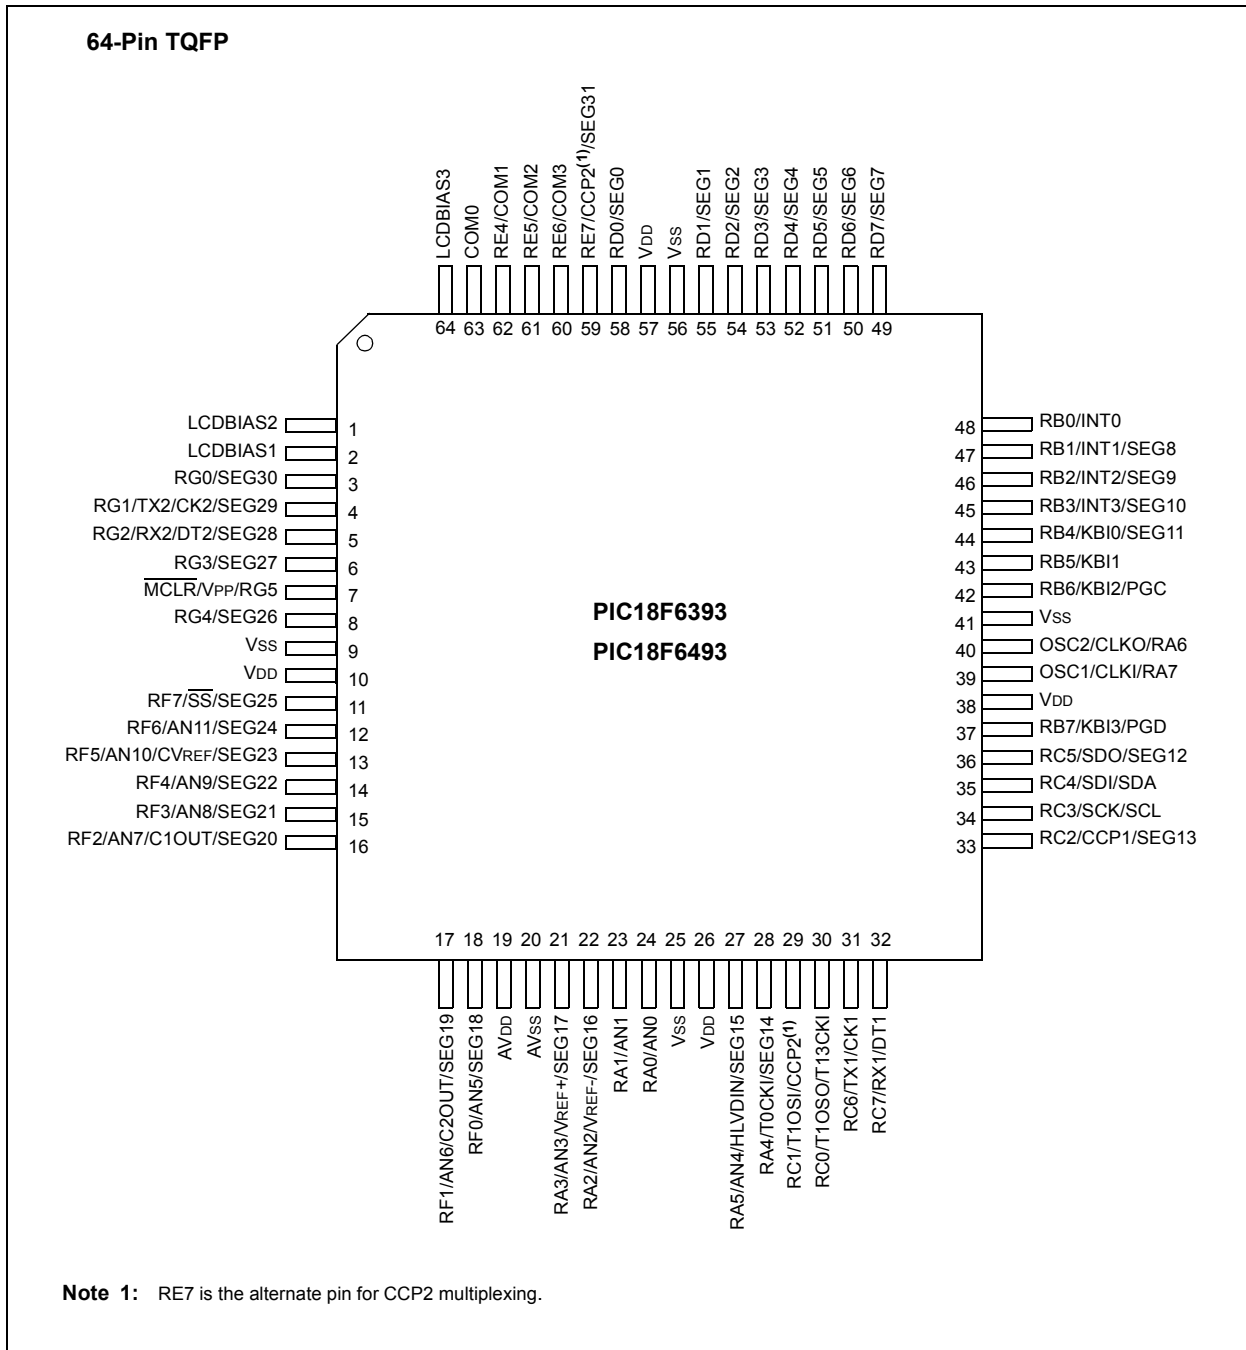 64-Pin TQFP
LCDBIAS3
COM0
RE4/COM1
RE5/COM2
RE6/COM3
RE7/CCP2(1)/SEG31
RD0/SEG0
VDD
VSS
RD1/SEG1
RD2/SEG2
RD3/SEG3
RD4/SEG4
RD5/SEG5
RD6/SEG6
RD7/SEG7
64 63 62 61 60 59 58 57 56 55 54 53 52 51 50 49
LCDBIAS2 1
LCDBIAS1 2
RG0/SEG30 3
RG1/TX2/CK2/SEG29 4
RG2/RX2/DT2/SEG28 5
RG3/SEG27 6
MCLR/VPP/RG5 7
RG4/SEG26 8
VSS 9
VDD 10
RF7/SS/SEG25 11
RF6/AN11/SEG24 12
RF5/AN10/CVREF/SEG23 13
RF4/AN9/SEG22 14
RF3/AN8/SEG21 15
RF2/AN7/C1OUT/SEG20 16
PIC18F6393
PIC18F6493
48 RB0/INT0
47 RB1/INT1/SEG8
46 RB2/INT2/SEG9
45 RB3/INT3/SEG10
44 RB4/KBI0/SEG11
43 RB5/KBI1
42 RB6/KBI2/PGC
41 VSS
40 OSC2/CLKO/RA6
39 OSC1/CLKI/RA7
38 VDD
37 RB7/KBI3/PGD
36 RC5/SDO/SEG12
35 RC4/SDI/SDA
34 RC3/SCK/SCL
33 RC2/CCP1/SEG13
17 18 19 20 21 22 23 24 25 26 27 28 29 30 31 32
RF1/AN6/C2OUT/SEG19
RF0/AN5/SEG18
AVDD
AVSS
RA3/AN3/VREF+/SEG17
RA2/AN2/VREF-/SEG16
RA1/AN1
RA0/AN0
VSS
VDD
RA5/AN4/HLVDIN/SEG15
RA4/T0CKI/SEG14
RC1/T1OSI/CCP2(1)
RC0/T1OSO/T13CKI
RC6/TX1/CK1
RC7/RX1/DT1
Note 1: RE7 is the alternate pin for CCP2 multiplexing.